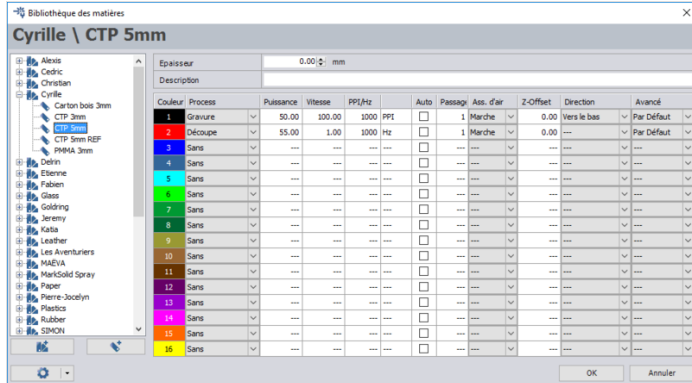 Bibliothèque des matières
Cyrille \ CTP 5mm
Alexis
Cedric
Christian
Cyrille
Carton bois 3mm
CTP 3mm
CTP 5mm
CTP 5mm REF
PMMA 3mm
Delrin
Etienne
Fabien
Glass
Goldring
Jeremy
Katia
Leather
Les Aventuriers
MAËVA
MarkSolid Spray
Paper
Pierre-Jocelyn
Plastics
Rubber
SIMON
Epaisseur 0.00 mm
Description
Couleur Process Puissance Vitesse PPI/Hz Auto Passage Ass. d'air Z-Offset Direction Avancé
1 Gravure 50.00 100.00 1000 PPI 1 Marche 0.00 Vers le bas Par Défaut
2 Découpe 55.00 1.00 1000 Hz 1 Marche 0.00 --- Par Défaut
3 Sans --- --- --- --- --- --- --- --- ---
4 Sans --- --- --- --- --- --- --- --- ---
5 Sans --- --- --- --- --- --- --- --- ---
6 Sans --- --- --- --- --- --- --- --- ---
7 Sans --- --- --- --- --- --- --- --- ---
8 Sans --- --- --- --- --- --- --- --- ---
9 Sans --- --- --- --- --- --- --- --- ---
10 Sans --- --- --- --- --- --- --- --- ---
11 Sans --- --- --- --- --- --- --- --- ---
12 Sans --- --- --- --- --- --- --- --- ---
13 Sans --- --- --- --- --- --- --- --- ---
14 Sans --- --- --- --- --- --- --- --- ---
15 Sans --- --- --- --- --- --- --- --- ---
16 Sans --- --- --- --- --- --- --- --- ---
OK Annuler